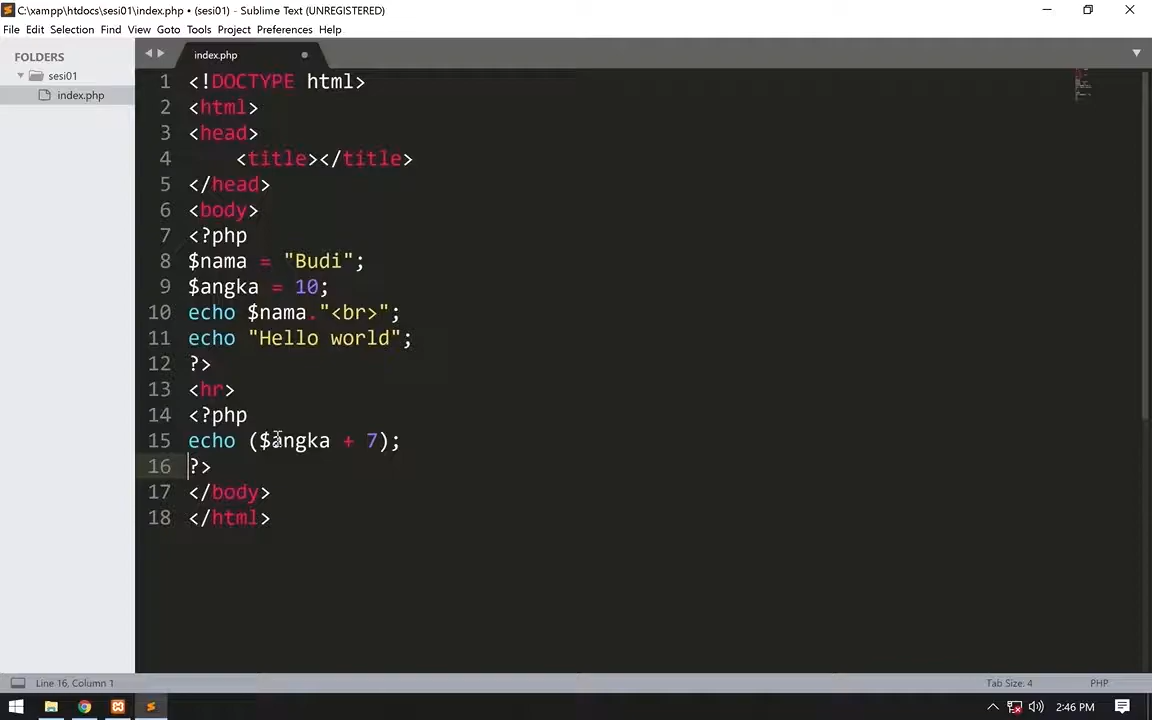 C:\xampp\htdocs\sesi01\index.php • (sesi01) - Sublime Text (UNREGISTERED)
File Edit Selection Find View Goto Tools Project Preferences Help
FOLDERS
sesi01
index.php
index.php
1 <!DOCTYPE html>
2 <html>
3 <head>
4     <title></title>
5 </head>
6 <body>
7 <?php
8 $nama = "Budi";
9 $angka = 10;
10 echo $nama."<br>";
11 echo "Hello world";
12 ?>
13 <hr>
14 <?php
15 echo ($angka + 7);
16 ?>
17 </body>
18 </html>
Line 16, Column 1 Tab Size: 4 PHP
2:46 PM